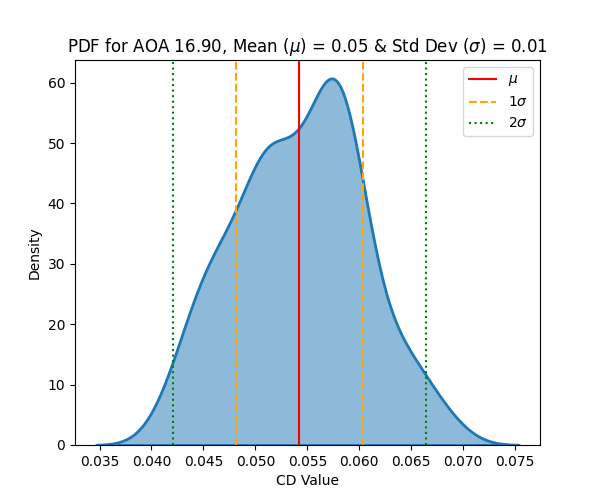 PDF for AOA 16.90, Mean (μ) = 0.05 & Std Dev (σ) = 0.01
μ
1σ
2σ
Density
60
50
40
30
20
10
0
0.035 0.040 0.045 0.050 0.055 0.060 0.065 0.070 0.075
CD Value